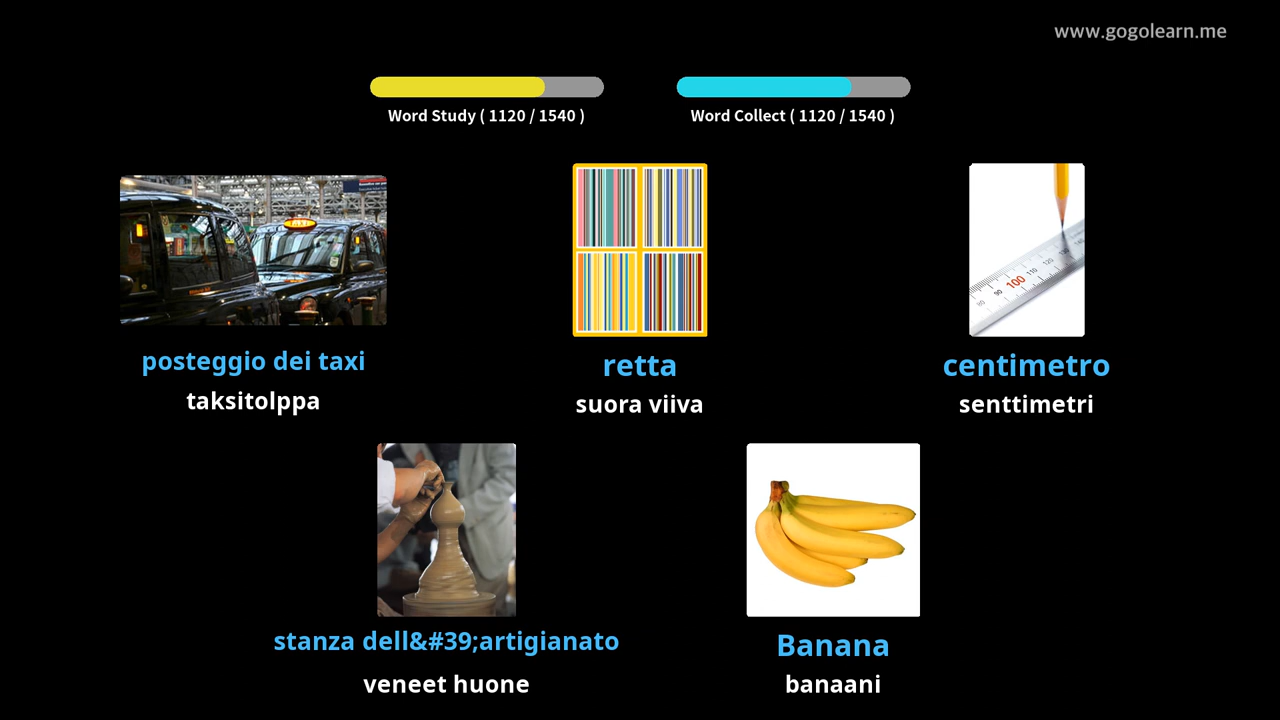 www.gogolearn.me
Word Study ( 1120 / 1540 )
Word Collect ( 1120 / 1540 )
posteggio dei taxi
taksitolppa
retta
suora viiva
centimetro
senttimetri
stanza dell&#39;artigianato
veneet huone
Banana
banaani